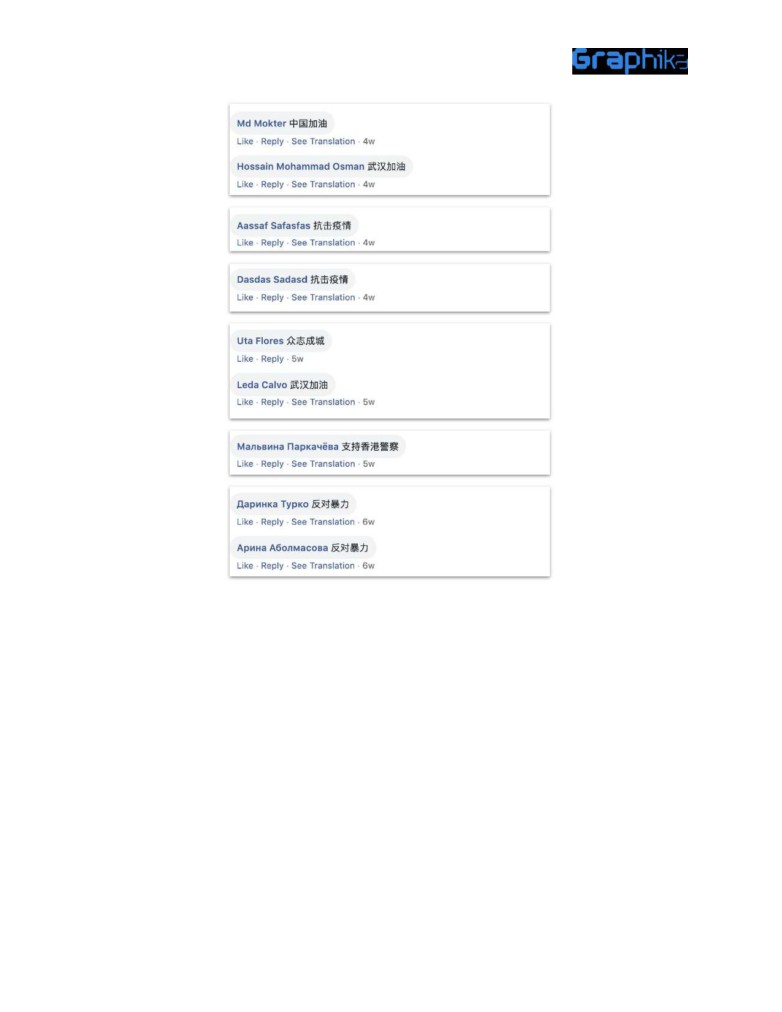 Graphika
Md Mokter 中国加油
Like · Reply · See Translation · 4w
Hossain Mohammad Osman 武汉加油
Like · Reply · See Translation · 4w
Aassaf Safasfas 抗击疫情
Like · Reply · See Translation · 4w
Dasdas Sadasd 抗击疫情
Like · Reply · See Translation · 4w
Uta Flores 众志成城
Like · Reply · 5w
Leda Calvo 武汉加油
Like · Reply · See Translation · 5w
Мальвина Паркачёва 支持香港警察
Like · Reply · See Translation · 5w
Даринка Турко 反对暴力
Like · Reply · See Translation · 6w
Арина Аболмасова 反对暴力
Like · Reply · See Translation · 6w